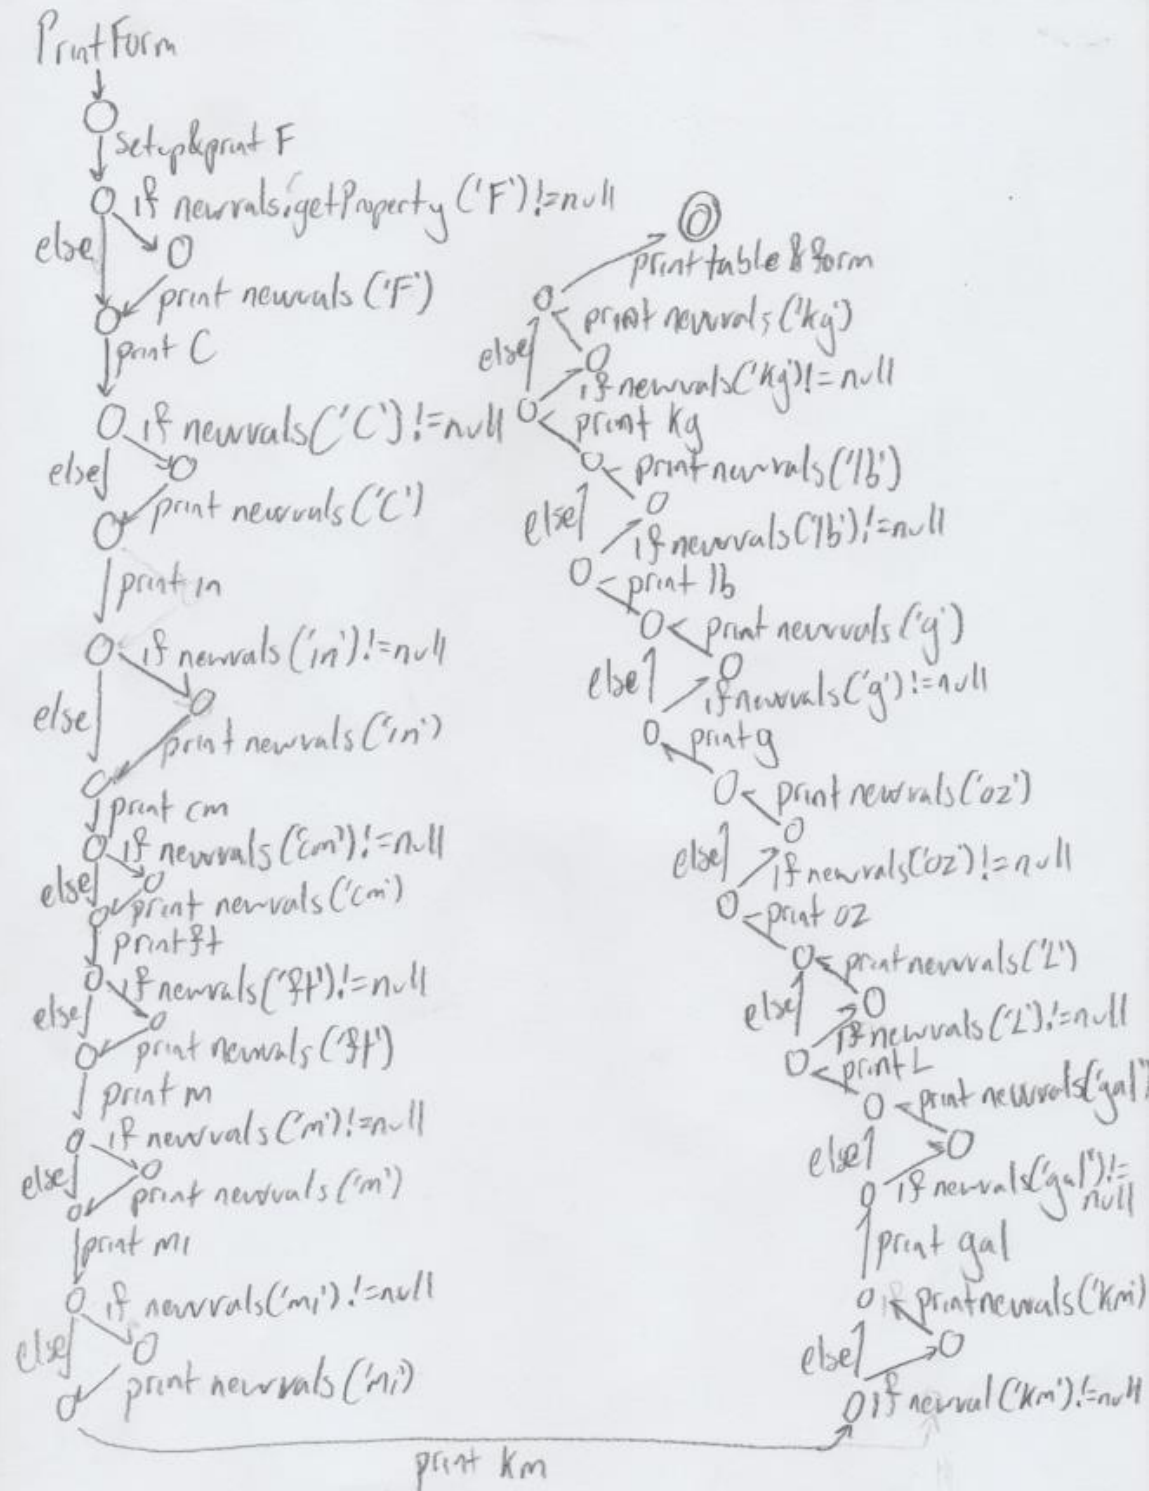 PrintForm
setup&print F
if newvals.getProperty('F')!=null
else
print newvals('F')
print C
if newvals('C')!=null
else
print newvals('C')
print in
if newvals('in')!=null
else
print newvals('in')
print cm
if newvals('cm')!=null
else
print newvals('cm')
print ft
if newvals('ft')!=null
else
print newvals('ft')
print m
if newvals('m')!=null
else
print newvals('m')
print mi
if newvals('mi')!=null
else
print newvals('mi')
print km
print table & form
print newvals('kg')
else
if newvals('kg')!=null
print kg
print newvals('lb')
else
if newvals('lb')!=null
print lb
print newvals('g')
else
if newvals('g')!=null
print g
print newvals('oz')
else
if newvals('oz')!=null
print oz
print newvals('L')
else
if newvals('L')!=null
print L
print newvals('gal')
else
if newvals('gal')!=
null
print gal
print newvals('km')
else
if newval('km')!=null